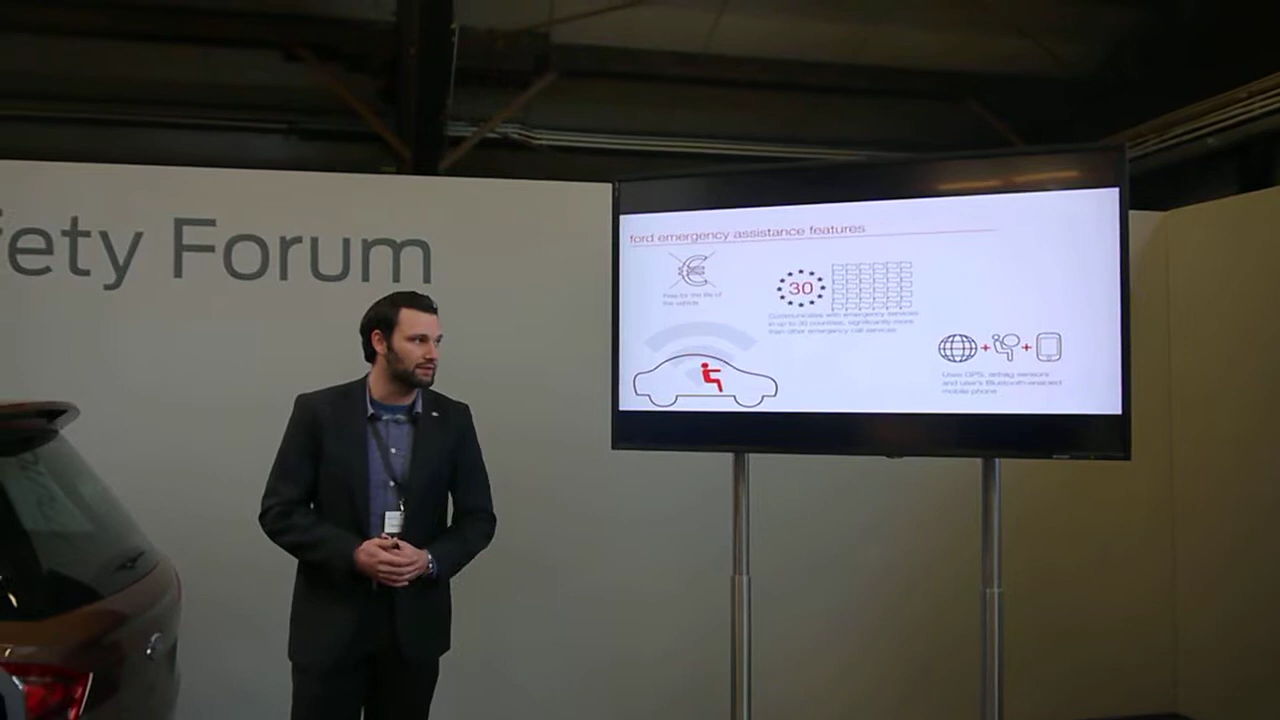 fety Forum
ford emergency assistance features
Free for the life of
the vehicle
30
Communicates with emergency services
in up to 30 countries, significantly more
than other emergency call services
Uses GPS, airbag sensors
and user's Bluetooth-enabled
mobile phone